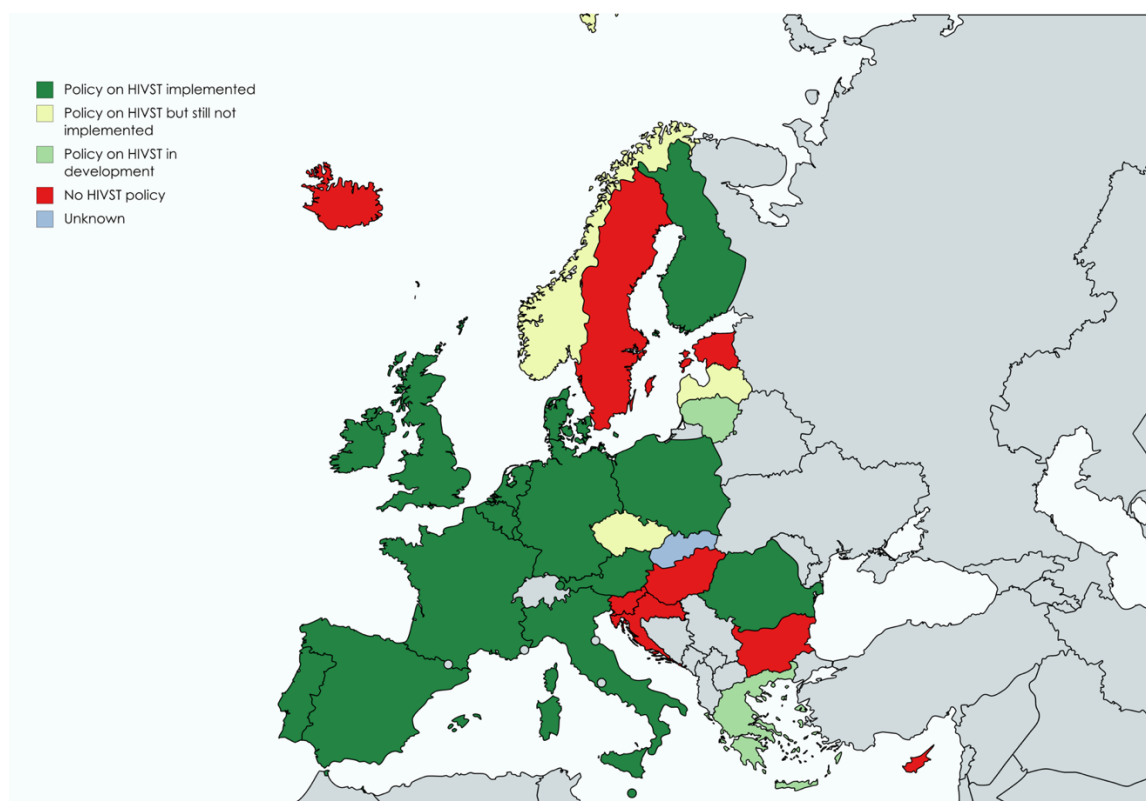 Policy on HIVST implemented
Policy on HIVST but still not
implemented
Policy on HIVST in
development
No HIVST policy
Unknown